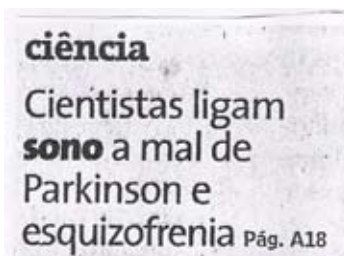 ciência
Cientistas ligam
sono a mal de
Parkinson e
esquizofrenia Pág. A18